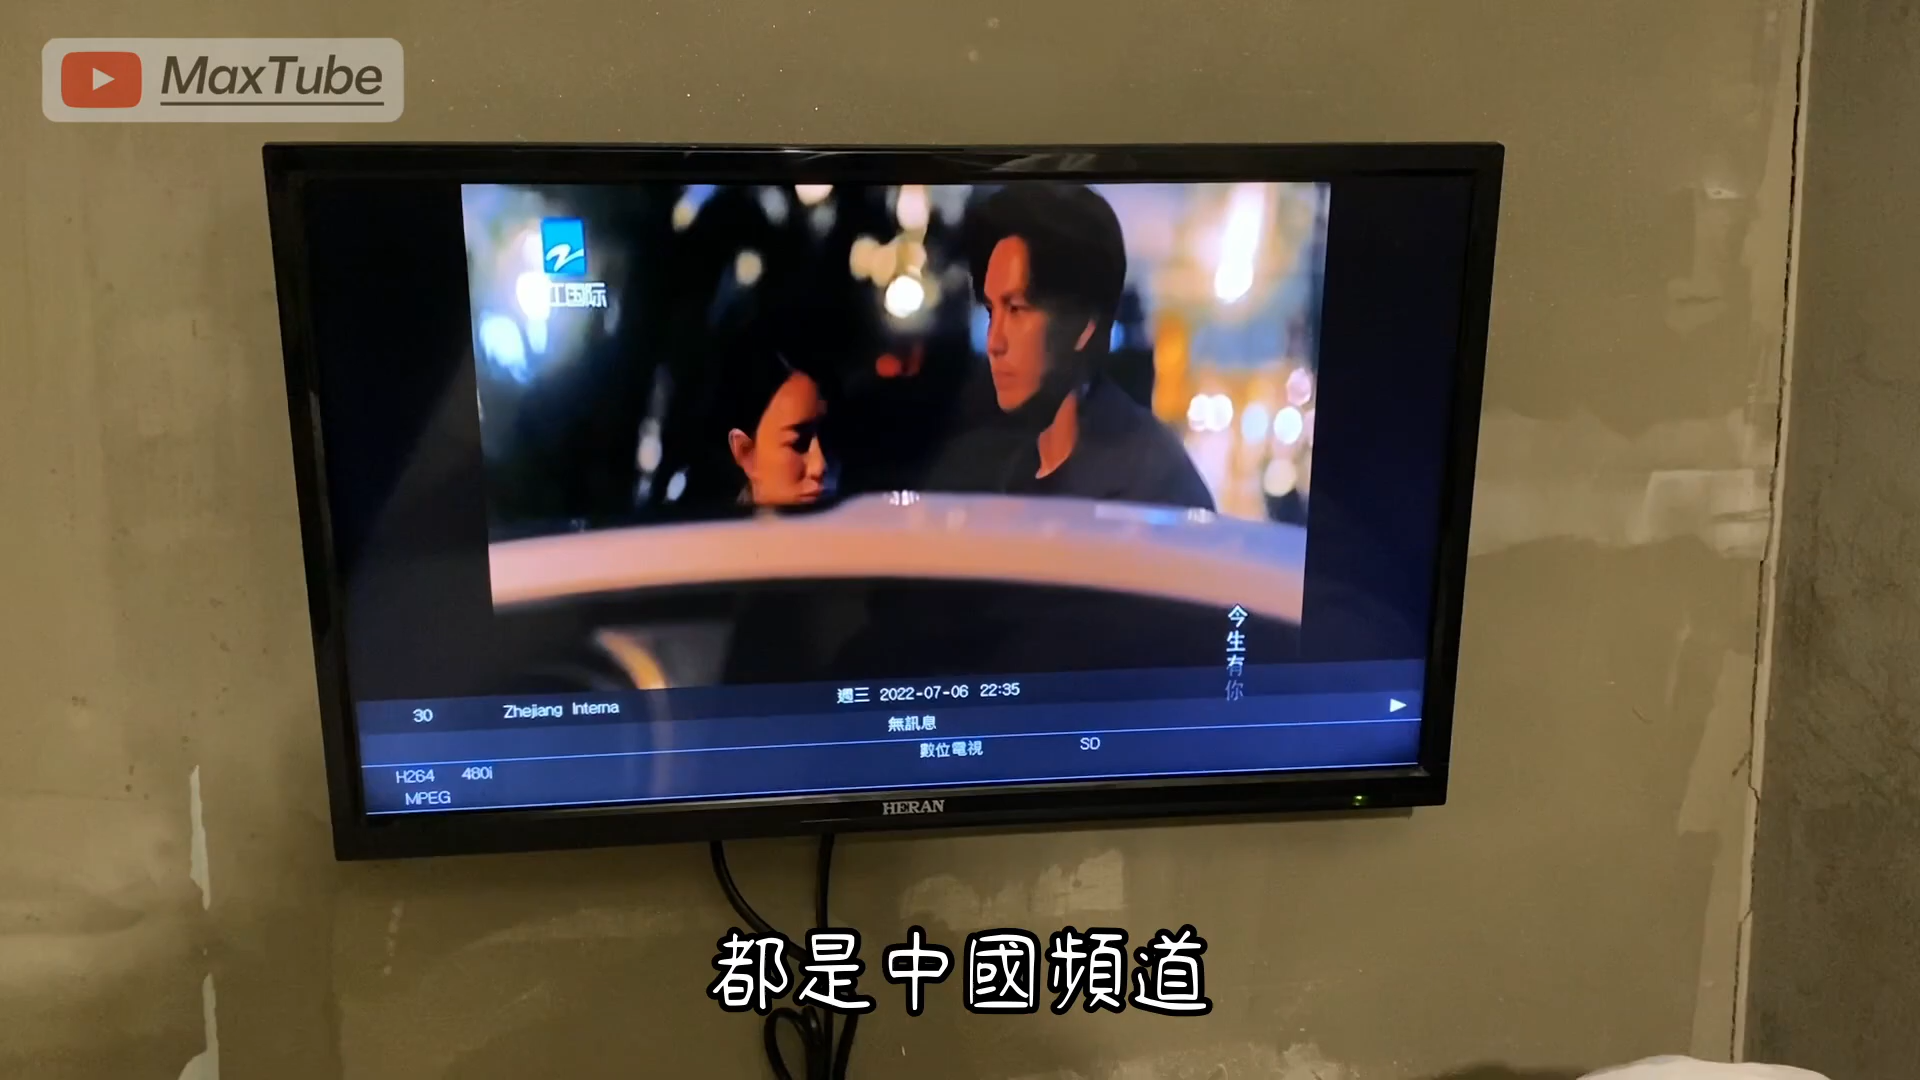 MaxTube
江国际
今生有你
週三 2022-07-06 22:35
30 Zhejiang Interna
無訊息
數位電視 SD
H264 480i
MPEG
HERAN
都是中國頻道